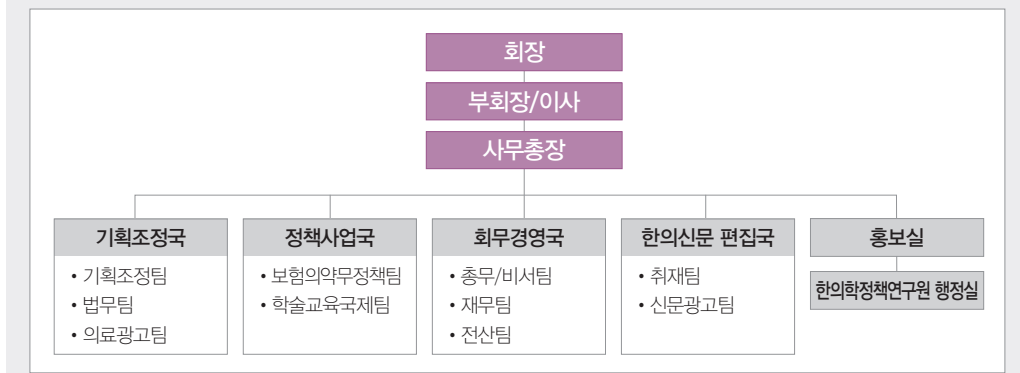 회장
부회장/이사
사무총장
기획조정국
• 기획조정팀
• 법무팀
• 의료광고팀
정책사업국
• 보험의약무정책팀
• 학술교육국제팀
회무경영국
• 총무/비서팀
• 재무팀
• 전산팀
한의신문 편집국
• 취재팀
• 신문광고팀
홍보실
한의학정책연구원 행정실